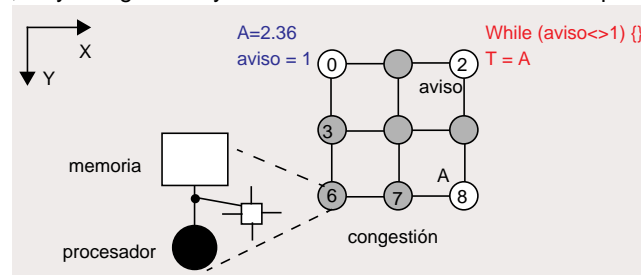 A=2.36
aviso = 1
While (aviso<>1) {}
T = A
X
Y
0
2
aviso
3
memoria
A
6
7
8
congestión
procesador